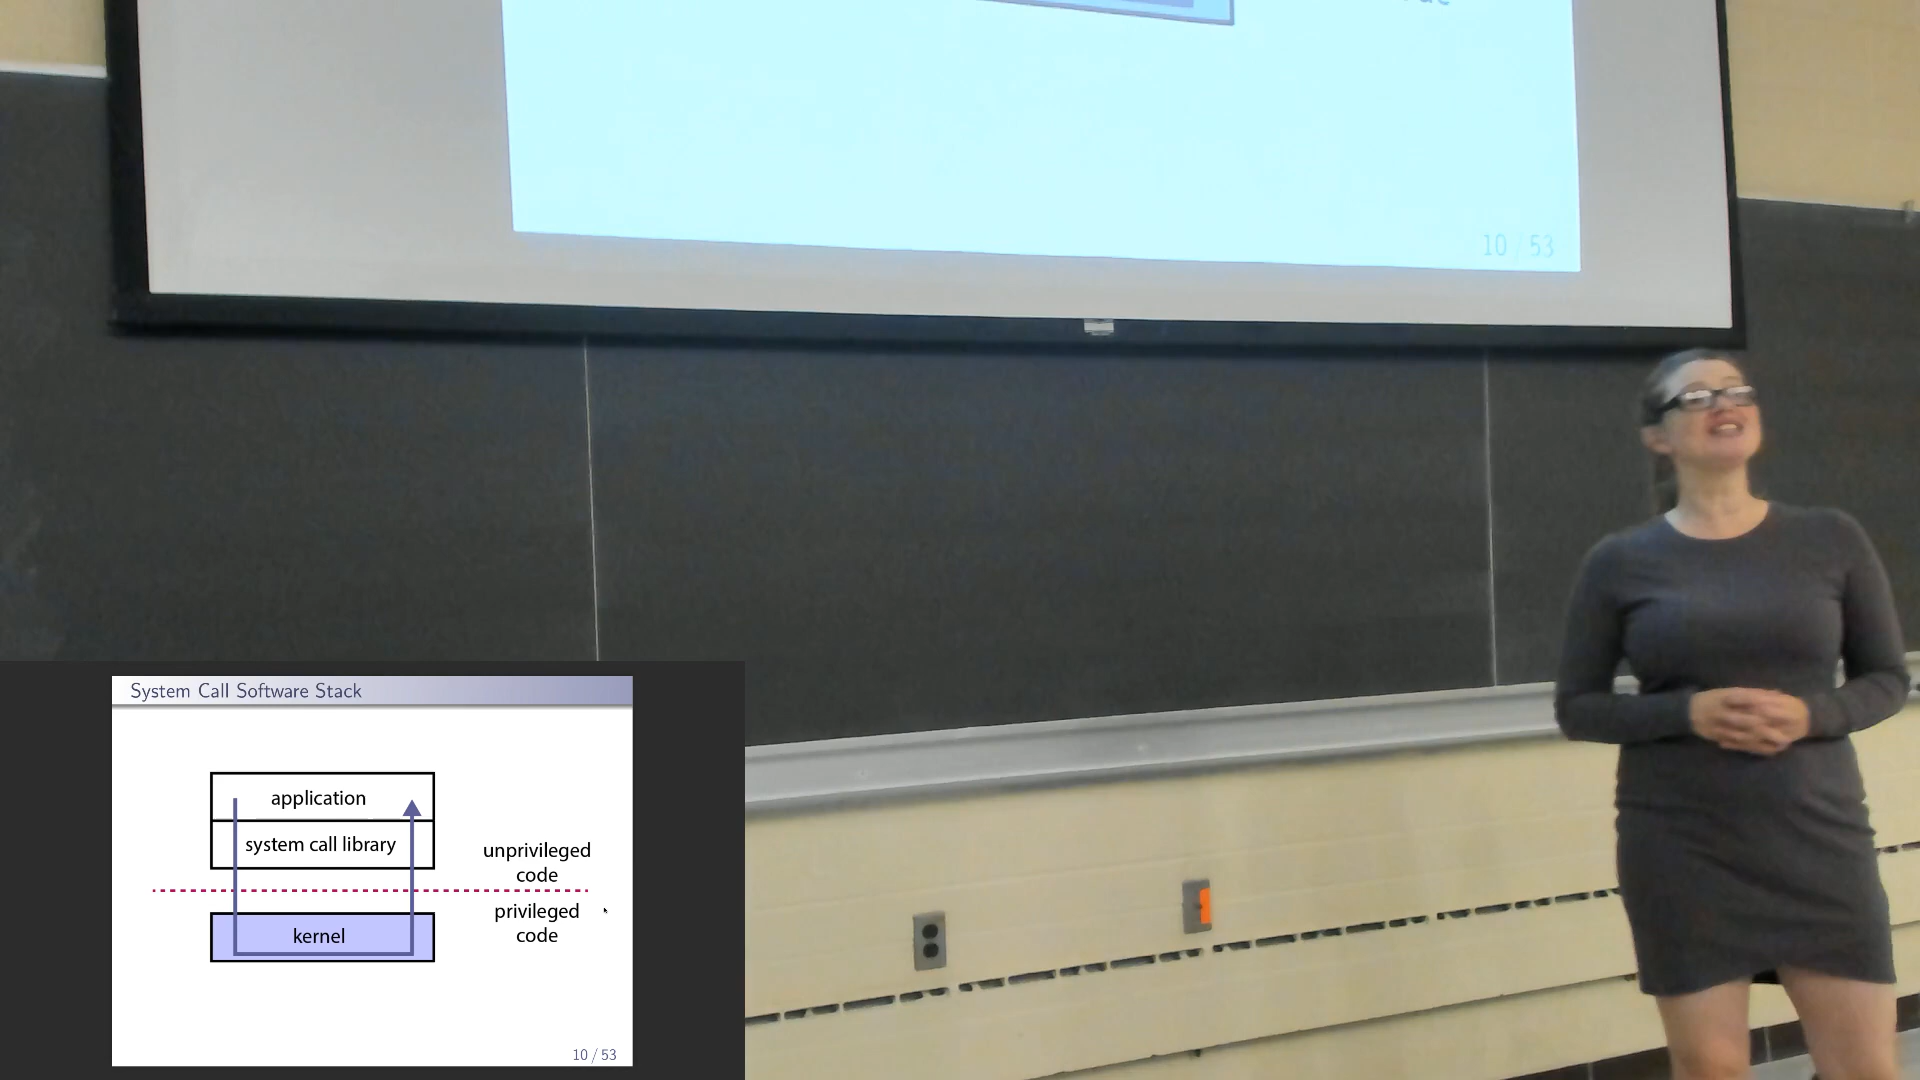 10 / 53
System Call Software Stack
application
system call library
unprivileged
code
privileged
code
kernel
10 / 53